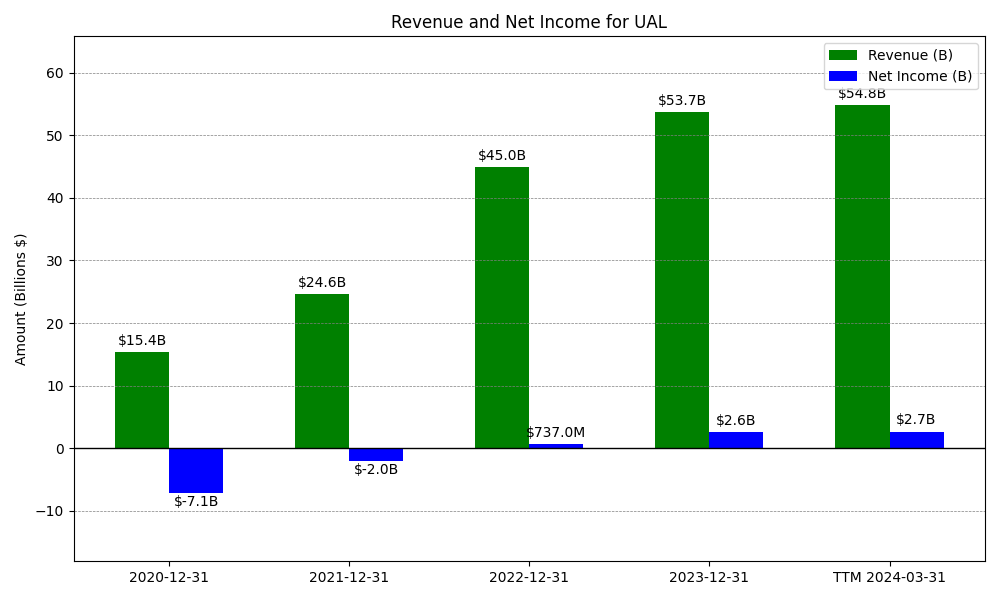 Revenue and Net Income for UAL
Revenue (B)
Net Income (B)
Amount (Billions $)
60
50
40
30
20
10
0
−10
$15.4B
$24.6B
$45.0B
$53.7B
$54.8B
$-7.1B
$-2.0B
$737.0M
$2.6B
$2.7B
2020-12-31
2021-12-31
2022-12-31
2023-12-31
TTM 2024-03-31